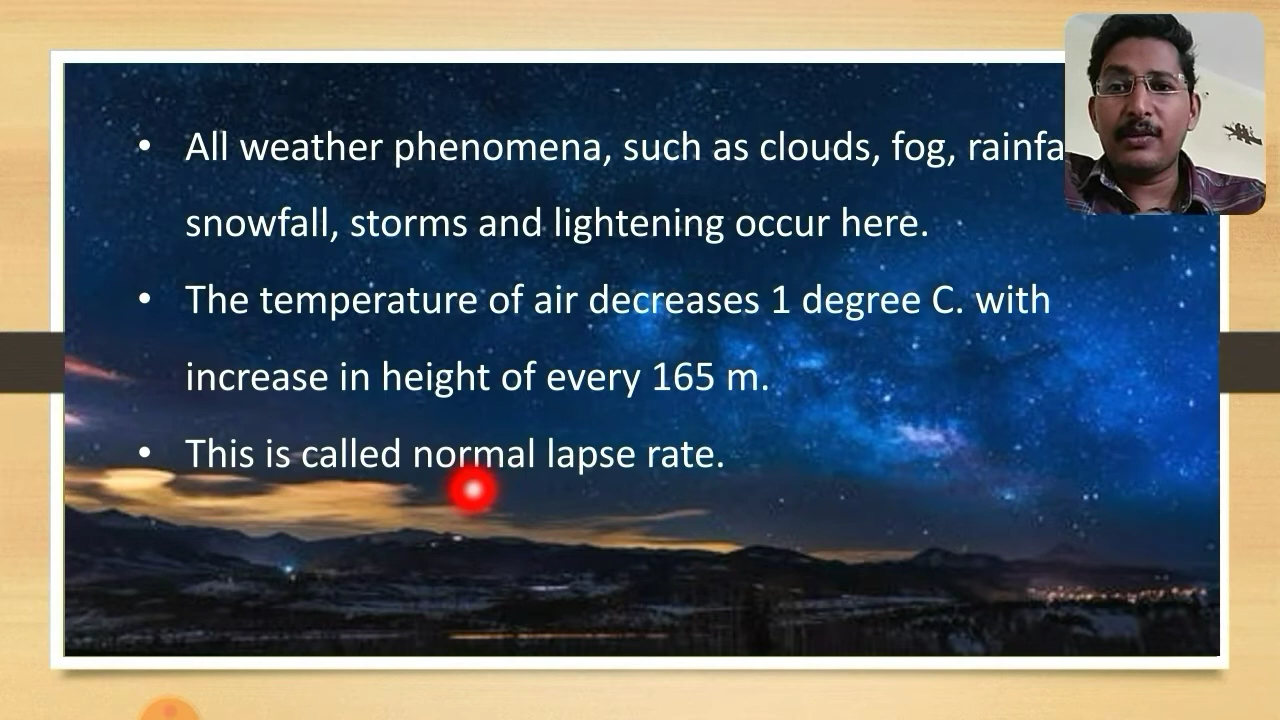 • All weather phenomena, such as clouds, fog,
snowfall, storms and lightening occur here.
• The temperature of air decreases 1 degree C. with
increase in height of every 165 m.
• This is called normal lapse rate.